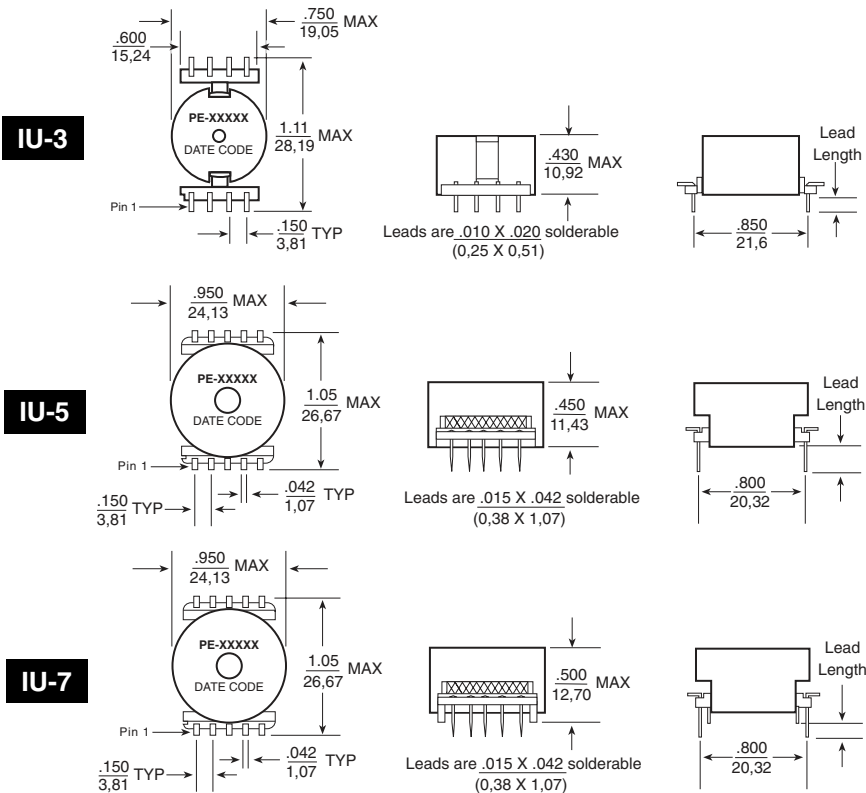 IU-3
.750
19,05 MAX
.600
15,24
PE-XXXXX
DATE CODE
1.11
28,19 MAX
Pin 1
.150
3,81 TYP
.430
10,92 MAX
Leads are .010 X .020 solderable
(0,25 X 0,51)
Lead
Length
.850
21,6
IU-5
.950
24,13 MAX
PE-XXXXX
DATE CODE
1.05
26,67 MAX
Pin 1
.150
3,81 TYP
.042
1,07 TYP
.450
11,43 MAX
Leads are .015 X .042 solderable
(0,38 X 1,07)
Lead
Length
.800
20,32
IU-7
.950
24,13 MAX
PE-XXXXX
DATE CODE
1.05
26,67 MAX
Pin 1
.150
3,81 TYP
.042
1,07 TYP
.500
12,70 MAX
Leads are .015 X .042 solderable
(0,38 X 1,07)
Lead
Length
.800
20,32